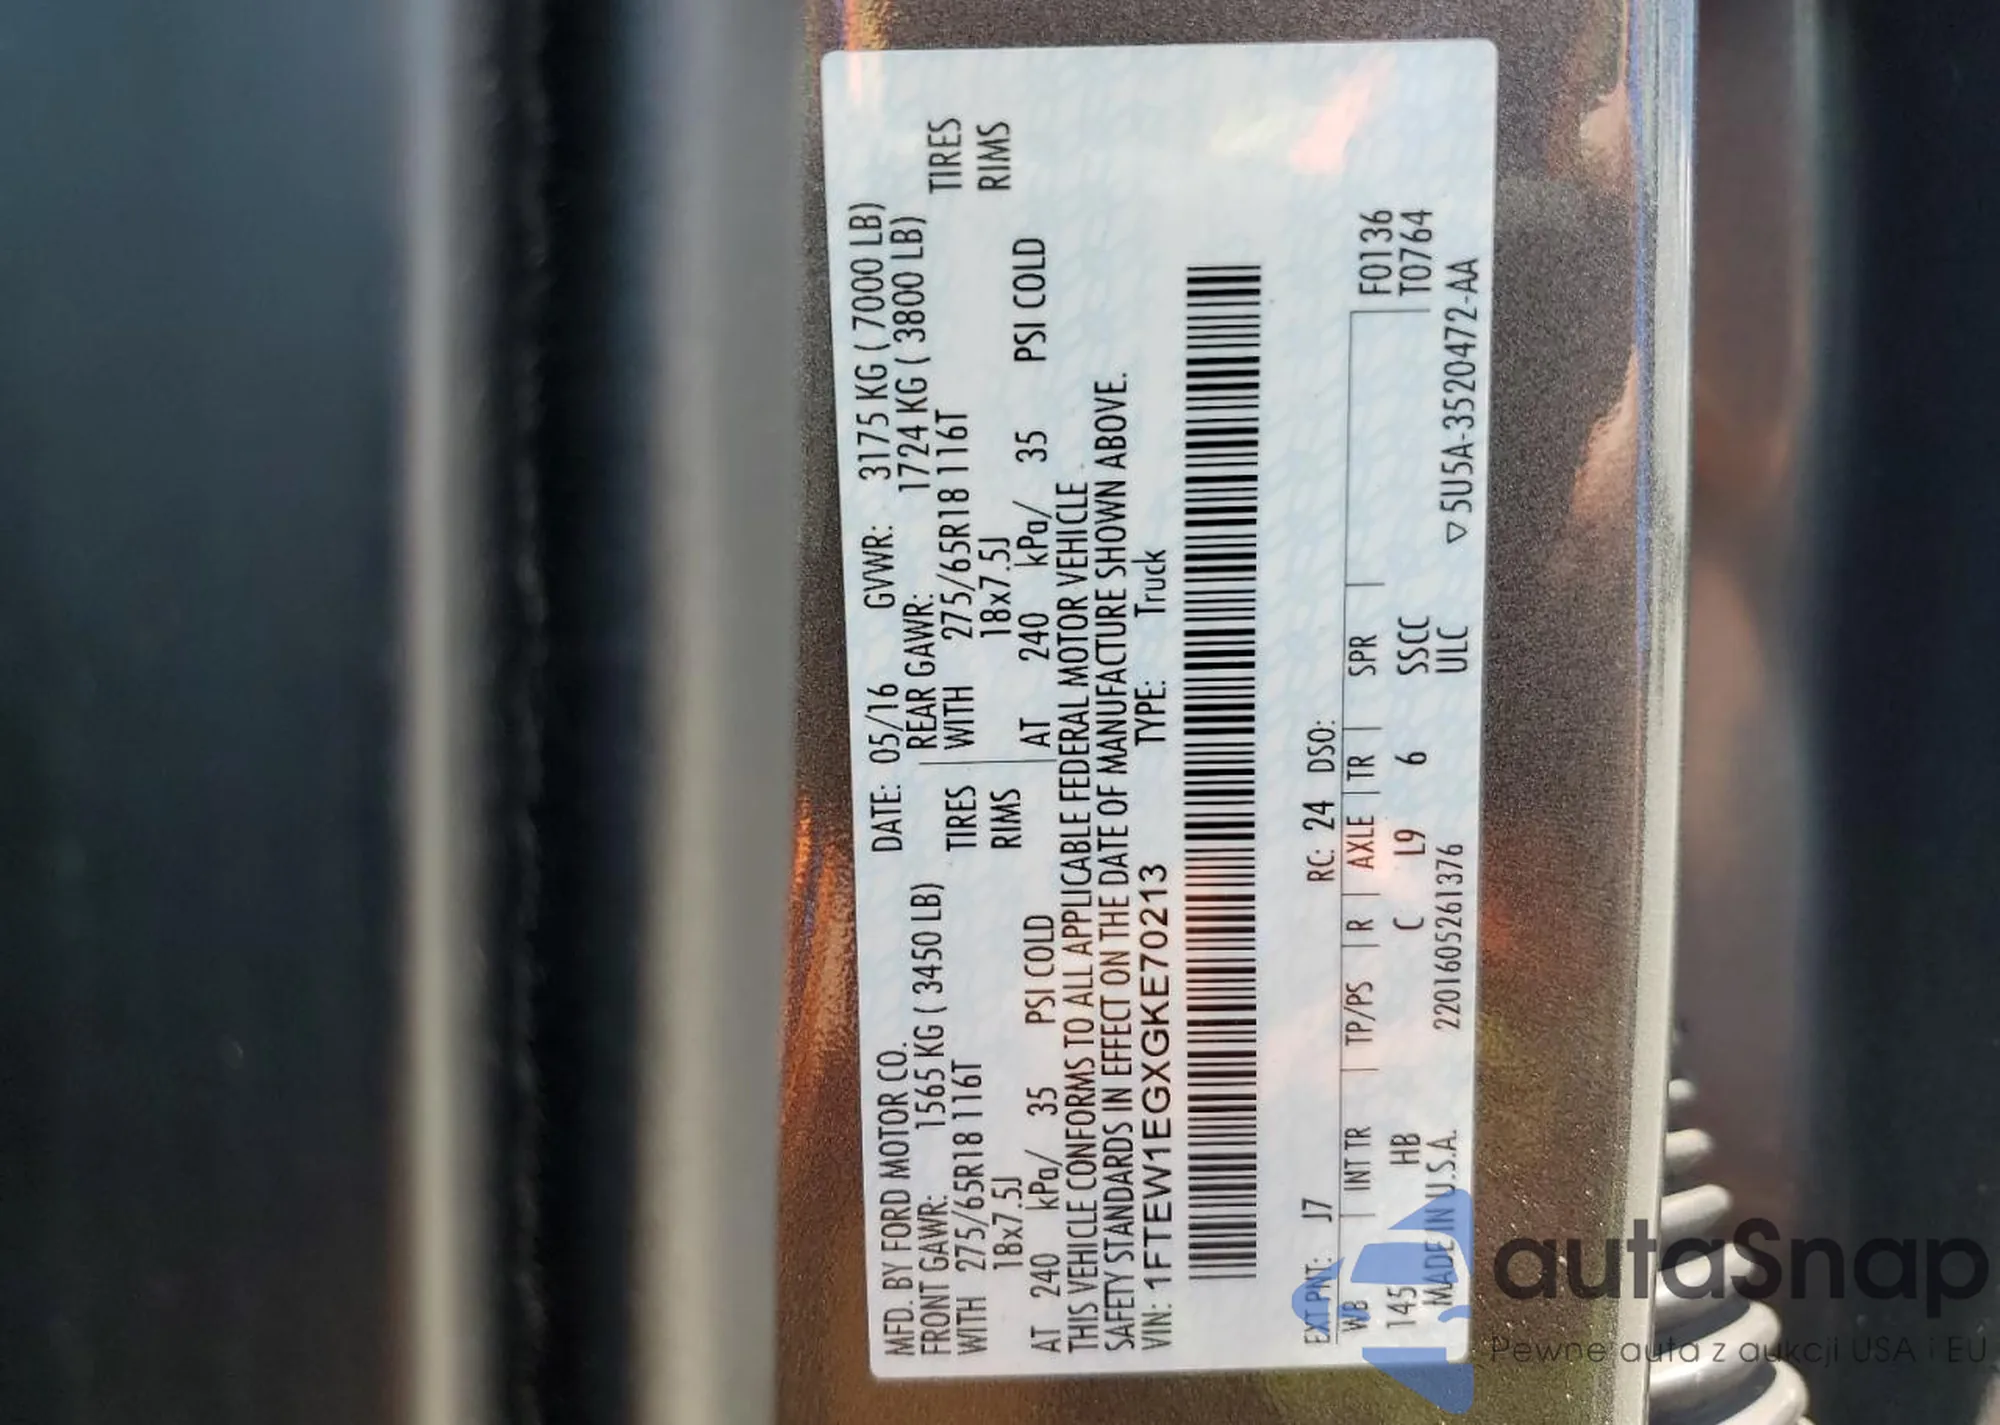 MFD. BY FORD MOTOR CO. DATE: 05/16 GVWR: 3175 KG ( 7000 LB)
FRONT GAWR: 1565 KG ( 3450 LB) REAR GAWR: 1724 KG ( 3800 LB)
WITH 275/65R18 116T TIRES WITH 275/65R18 116T TIRES
18x7.5J RIMS 18x7.5J RIMS
AT 240 kPa/ 35 PSI COLD AT 240 kPa/ 35 PSI COLD
THIS VEHICLE CONFORMS TO ALL APPLICABLE FEDERAL MOTOR VEHICLE
SAFETY STANDARDS IN EFFECT ON THE DATE OF MANUFACTURE SHOWN ABOVE.
VIN: 1FTEW1EGXGKE70213 TYPE: Truck
EXT PNT: J7 RC: 24 DSO:
WB INT TR TP/PS R AXLE TR SPR F0136
145 HB C L9 6 SSCC T0764
MADE IN U.S.A. 2201605261376 ULC ▽5U5A-3520472-AA
autaSnap
Pewne auta z aukcji USA i EU